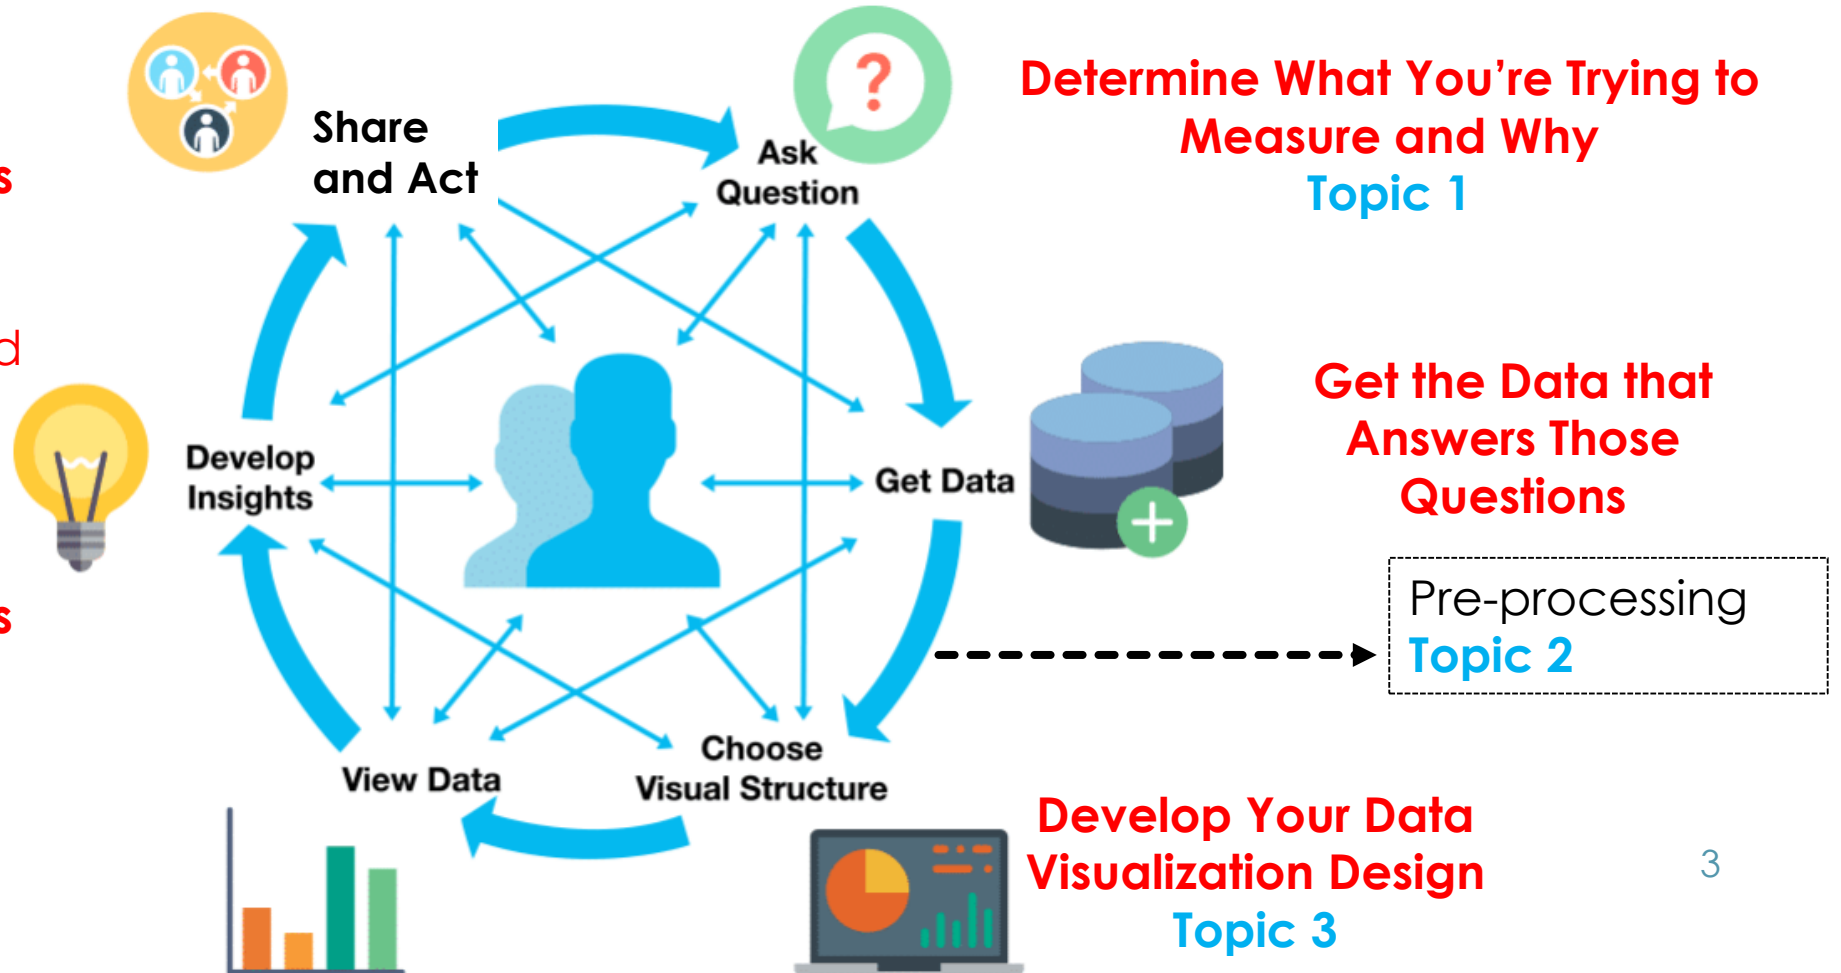 Share
and Act
Ask
Question
Determine What You’re Trying to
Measure and Why
Topic 1
s
d
Get the Data that
Answers Those
Questions
Develop
Insights
Get Data
Pre-processing
Topic 2
s
View Data
Choose
Visual Structure
Develop Your Data
Visualization Design
Topic 3
3